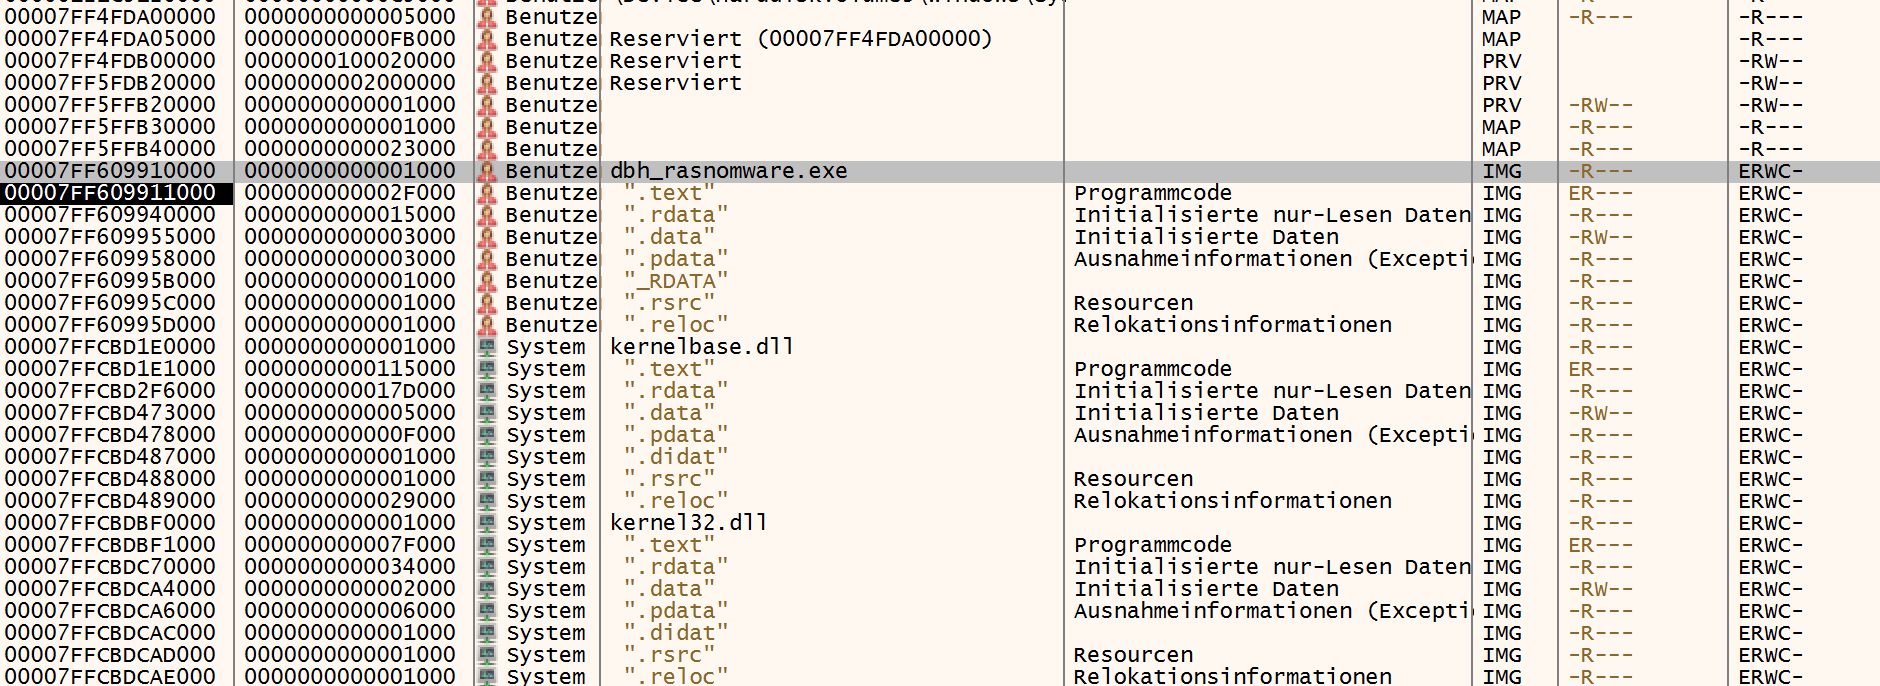 00007FF4FDA00000 0000000000005000 Benutze MAP -R--- -R---
00007FF4FDA05000 00000000000FB000 Benutze Reserviert (00007FF4FDA00000) MAP -R---
00007FF4FDB00000 0000000100020000 Benutze Reserviert PRV -RW--
00007FF5FDB20000 0000000002000000 Benutze Reserviert PRV -RW--
00007FF5FFB20000 0000000000001000 Benutze PRV -RW-- -RW--
00007FF5FFB30000 0000000000001000 Benutze MAP -R--- -R---
00007FF5FFB40000 0000000000023000 Benutze MAP -R--- -R---
00007FF609910000 0000000000001000 Benutze dbh_rasnomware.exe IMG -R--- ERWC-
00007FF609911000 000000000002F000 Benutze ".text" Programmcode IMG ER--- ERWC-
00007FF609940000 0000000000015000 Benutze ".rdata" Initialisierte nur-Lesen Daten IMG -R--- ERWC-
00007FF609955000 0000000000003000 Benutze ".data" Initialisierte Daten IMG -RW-- ERWC-
00007FF609958000 0000000000003000 Benutze ".pdata" Ausnahmeinformationen (Excepti IMG -R--- ERWC-
00007FF60995B000 0000000000001000 Benutze "_RDATA" IMG -R--- ERWC-
00007FF60995C000 0000000000001000 Benutze ".rsrc" Resourcen IMG -R--- ERWC-
00007FF60995D000 0000000000001000 Benutze ".reloc" Relokationsinformationen IMG -R--- ERWC-
00007FFCBD1E0000 0000000000001000 System kernelbase.dll IMG -R--- ERWC-
00007FFCBD1E1000 0000000000115000 System ".text" Programmcode IMG ER--- ERWC-
00007FFCBD2F6000 000000000017D000 System ".rdata" Initialisierte nur-Lesen Daten IMG -R--- ERWC-
00007FFCBD473000 0000000000005000 System ".data" Initialisierte Daten IMG -RW-- ERWC-
00007FFCBD478000 000000000000F000 System ".pdata" Ausnahmeinformationen (Excepti IMG -R--- ERWC-
00007FFCBD487000 0000000000001000 System ".didat" IMG -R--- ERWC-
00007FFCBD488000 0000000000001000 System ".rsrc" Resourcen IMG -R--- ERWC-
00007FFCBD489000 0000000000029000 System ".reloc" Relokationsinformationen IMG -R--- ERWC-
00007FFCBDBF0000 0000000000001000 System kernel32.dll IMG -R--- ERWC-
00007FFCBDBF1000 000000000007F000 System ".text" Programmcode IMG ER--- ERWC-
00007FFCBDC70000 0000000000034000 System ".rdata" Initialisierte nur-Lesen Daten IMG -R--- ERWC-
00007FFCBDCA4000 0000000000002000 System ".data" Initialisierte Daten IMG -RW-- ERWC-
00007FFCBDCA6000 0000000000006000 System ".pdata" Ausnahmeinformationen (Excepti IMG -R--- ERWC-
00007FFCBDCAC000 0000000000001000 System ".didat" IMG -R--- ERWC-
00007FFCBDCAD000 0000000000001000 System ".rsrc" Resourcen IMG -R--- ERWC-
00007FFCBDCAE000 0000000000001000 System ".reloc" Relokationsinformationen IMG -R--- ERWC-